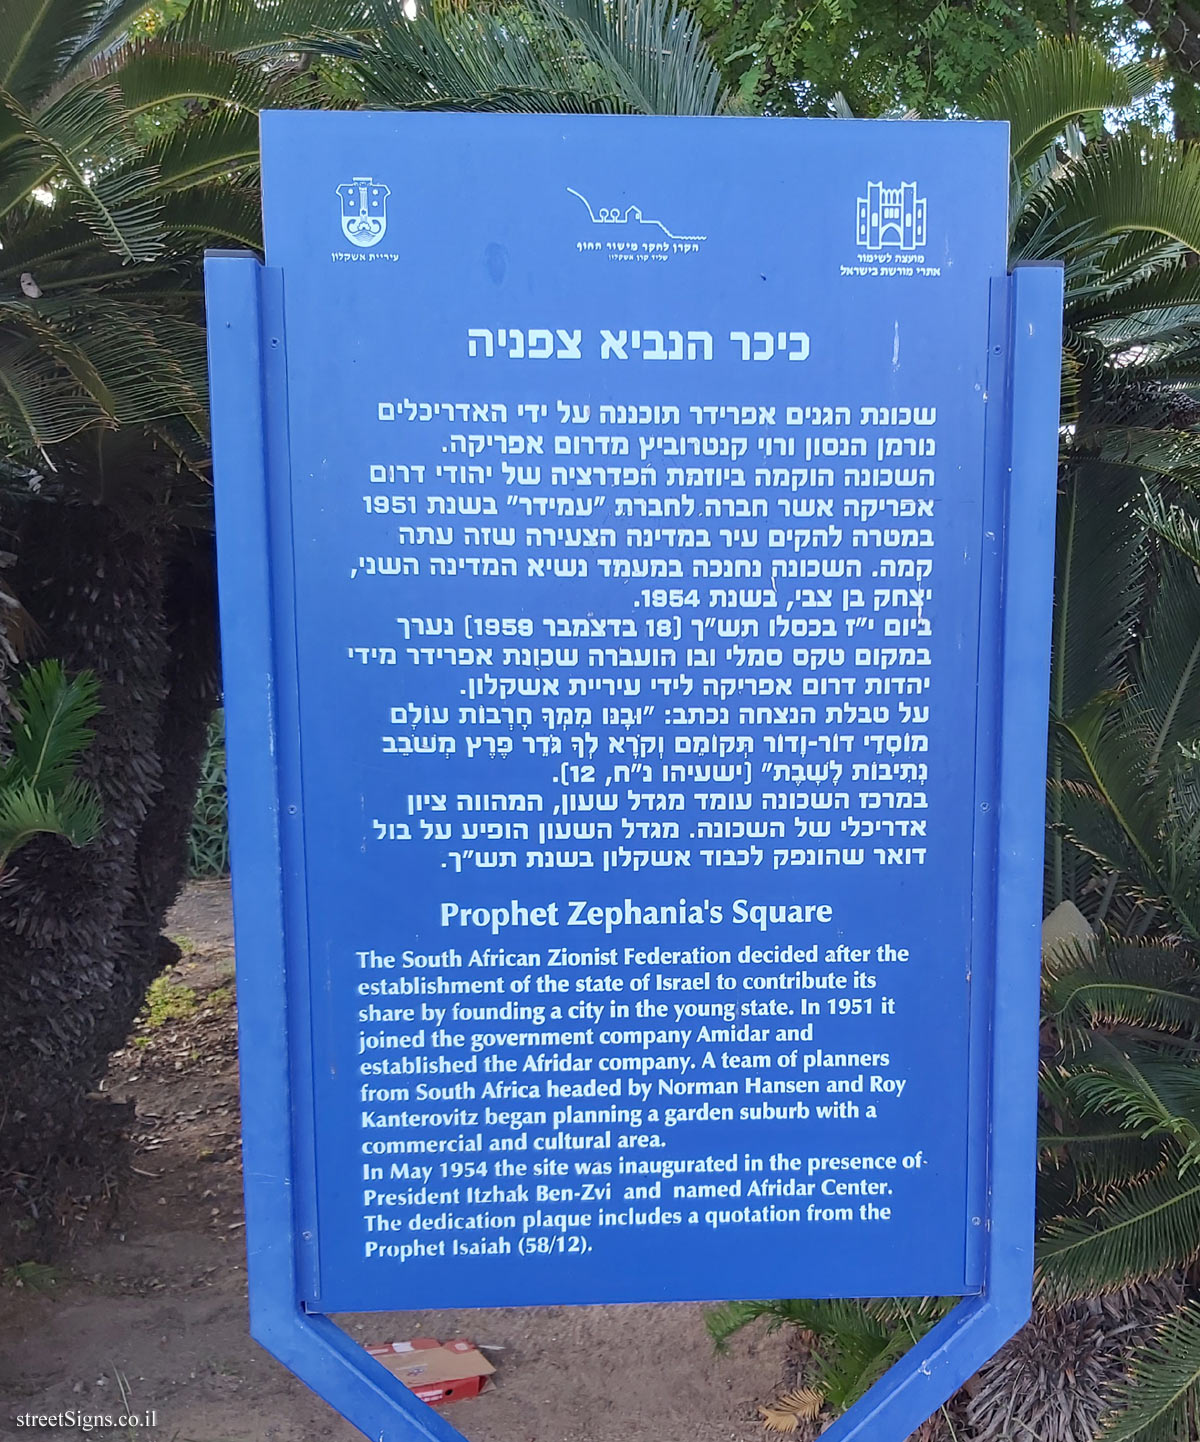 עיריית אשקלון
הקרן לחקר מישור החוף
שליד קרן אשקלון
מועצה לשימור
אתרי מורשת בישראל
כיכר הנביא צפניה
שכונת הגנים אפרידר תוכננה על ידי האדריכלים
נורמן הנסון ורוי קנטרוביץ מדרום אפריקה.
השכונה הוקמה ביוזמת הפדרציה של יהודי דרום
אפריקה אשר חברה לחברת "עמידר" בשנת 1951
במטרה להקים עיר במדינה הצעירה שזה עתה
קמה. השכונה נחנכה במעמד נשיא המדינה השני,
יצחק בן צבי, בשנת 1954.
ביום י"ז בכסלו תש"ך (18 בדצמבר 1959) נערך
במקום טקס סמלי ובו הועברה שכונת אפרידר מידי
יהדות דרום אפריקה לידי עיריית אשקלון.
על טבלת הנצחה נכתב: "וּבָנוּ מִמְּךָ חָרְבוֹת עוֹלָם
מוֹסְדֵי דוֹר-וָדוֹר תְּקוֹמֵם וְקֹרָא לְךָ גֹּדֵר פֶּרֶץ מְשֹׁבֵב
נְתִיבוֹת לָשָׁבֶת" (ישעיהו נ"ח, 12).
במרכז השכונה עומד מגדל שעון, המהווה ציון
אדריכלי של השכונה. מגדל השעון הופיע על בול
דואר שהונפק לכבוד אשקלון בשנת תש"ך.
Prophet Zephania's Square
The South African Zionist Federation decided after the
establishment of the state of Israel to contribute its
share by founding a city in the young state. In 1951 it
joined the government company Amidar and
established the Afridar company. A team of planners
from South Africa headed by Norman Hansen and Roy
Kanterovitz began planning a garden suburb with a
commercial and cultural area.
In May 1954 the site was inaugurated in the presence of
President Itzhak Ben-Zvi and named Afridar Center.
The dedication plaque includes a quotation from the
Prophet Isaiah (58/12).
streetSigns.co.il